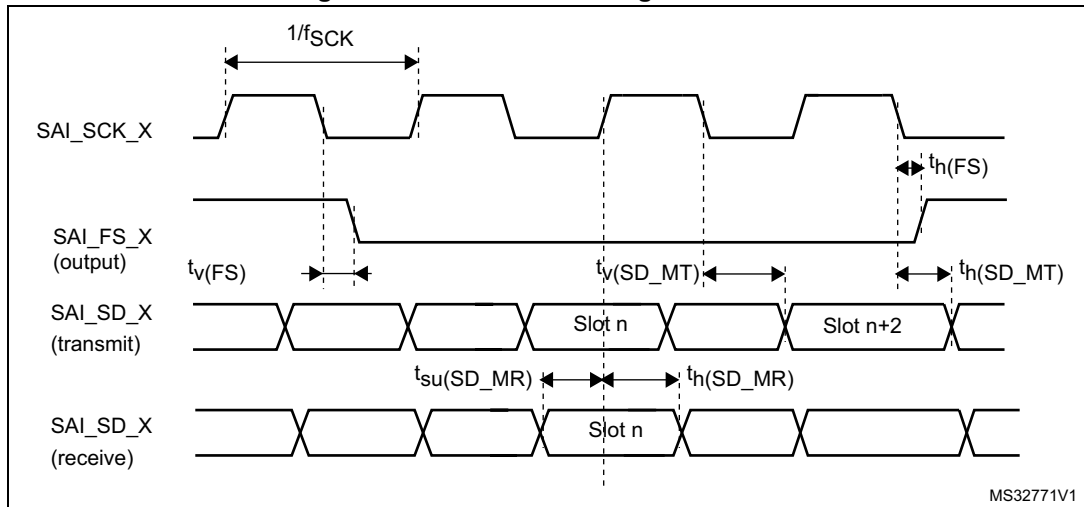 1/fSCK
SAI_SCK_X
th(FS)
SAI_FS_X
(output)
tv(FS)
tv(SD_MT)
th(SD_MT)
SAI_SD_X
(transmit)
Slot n
Slot n+2
tsu(SD_MR)
th(SD_MR)
SAI_SD_X
(receive)
Slot n
MS32771V1